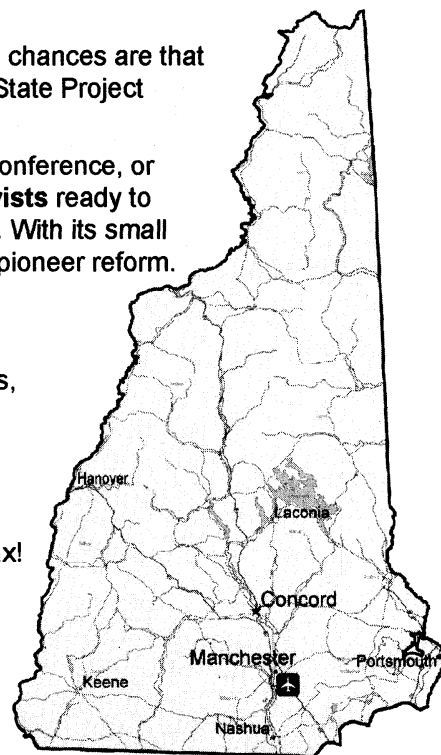 chances are that
State Project
onference, or
vists ready to
. With its small
pioneer reform.
s,
x!
Hanover
Laconia
Concord
Manchester
Portsmouth
Keene
Nashua